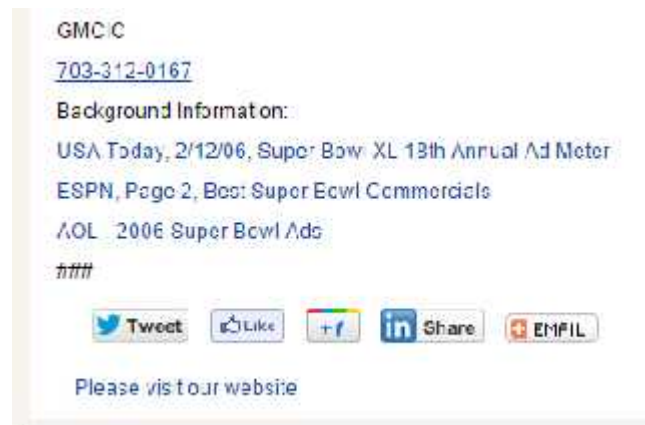 GMCIC
703-312-0167
Background Information:
USA Today, 2/12/06, Super Bowl XL 18th Annual Ad Meter
ESPN, Page 2, Best Super Bowl Commercials
AOL 2006 Super Bowl Ads
###
Tweet Like +1 in Share EMAIL
Please visit our website